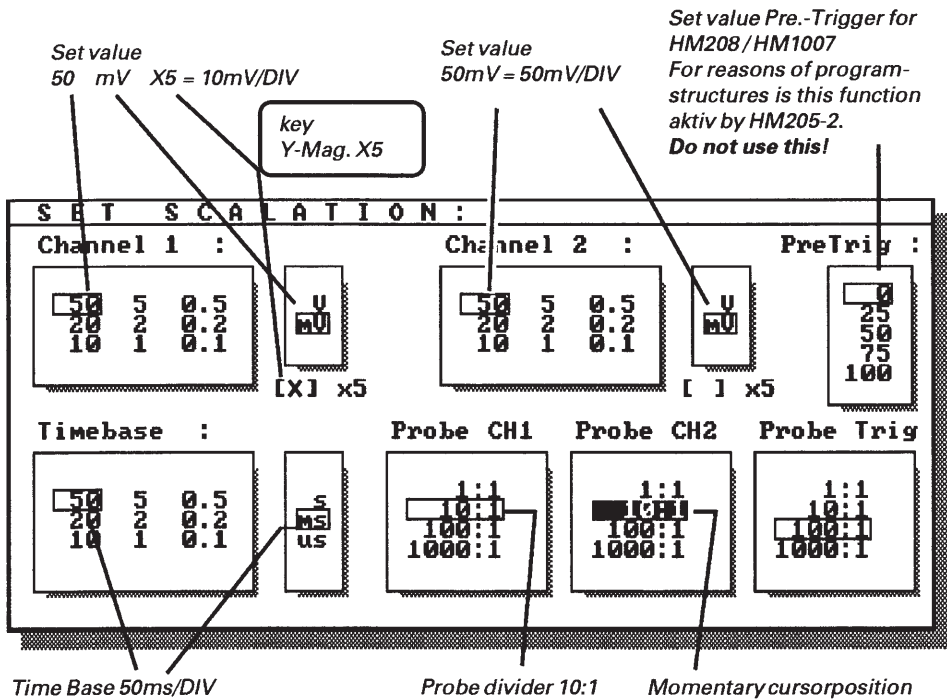 Set value
50 mV X5 = 10mV/DIV
key
Y-Mag. X5
Set value
50mV = 50mV/DIV
Set value Pre.-Trigger for
HM208/HM1007
For reasons of program-
structures is this function
aktiv by HM205-2.
Do not use this!
SET SCALATION:
Channel 1 :
50 5 0.5
20 2 0.2
10 1 0.1
V
mV
[X] x5
Channel 2 :
50 5 0.5
20 2 0.2
10 1 0.1
V
mV
[ ] x5
PreTrig :
0
25
50
75
100
Timebase :
50 5 0.5
20 2 0.2
10 1 0.1
s
ms
us
Probe CH1
1:1
10:1
100:1
1000:1
Probe CH2
1:1
10:1
100:1
1000:1
Probe Trig
1:1
10:1
100:1
1000:1
Time Base 50ms/DIV
Probe divider 10:1
Momentary cursorposition